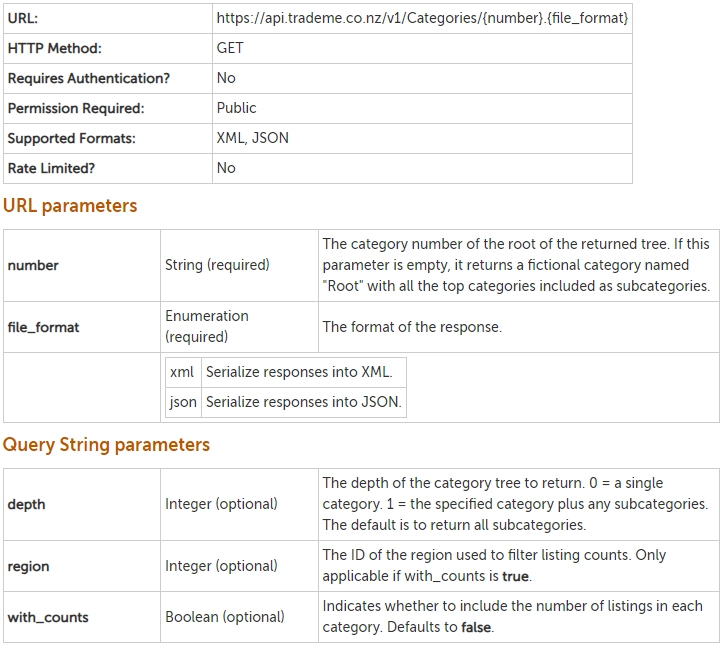 URL: https://api.trademe.co.nz/v1/Categories/{number}.{file_format}
HTTP Method: GET
Requires Authentication? No
Permission Required: Public
Supported Formats: XML, JSON
Rate Limited? No
URL parameters
number String (required) The category number of the root of the returned tree. If this
parameter is empty, it returns a fictional category named
"Root" with all the top categories included as subcategories.
file_format Enumeration
(required) The format of the response.
xml Serialize responses into XML.
json Serialize responses into JSON.
Query String parameters
depth Integer (optional) The depth of the category tree to return. 0 = a single
category. 1 = the specified category plus any subcategories.
The default is to return all subcategories.
region Integer (optional) The ID of the region used to filter listing counts. Only
applicable if with_counts is true.
with_counts Boolean (optional) Indicates whether to include the number of listings in each
category. Defaults to false.